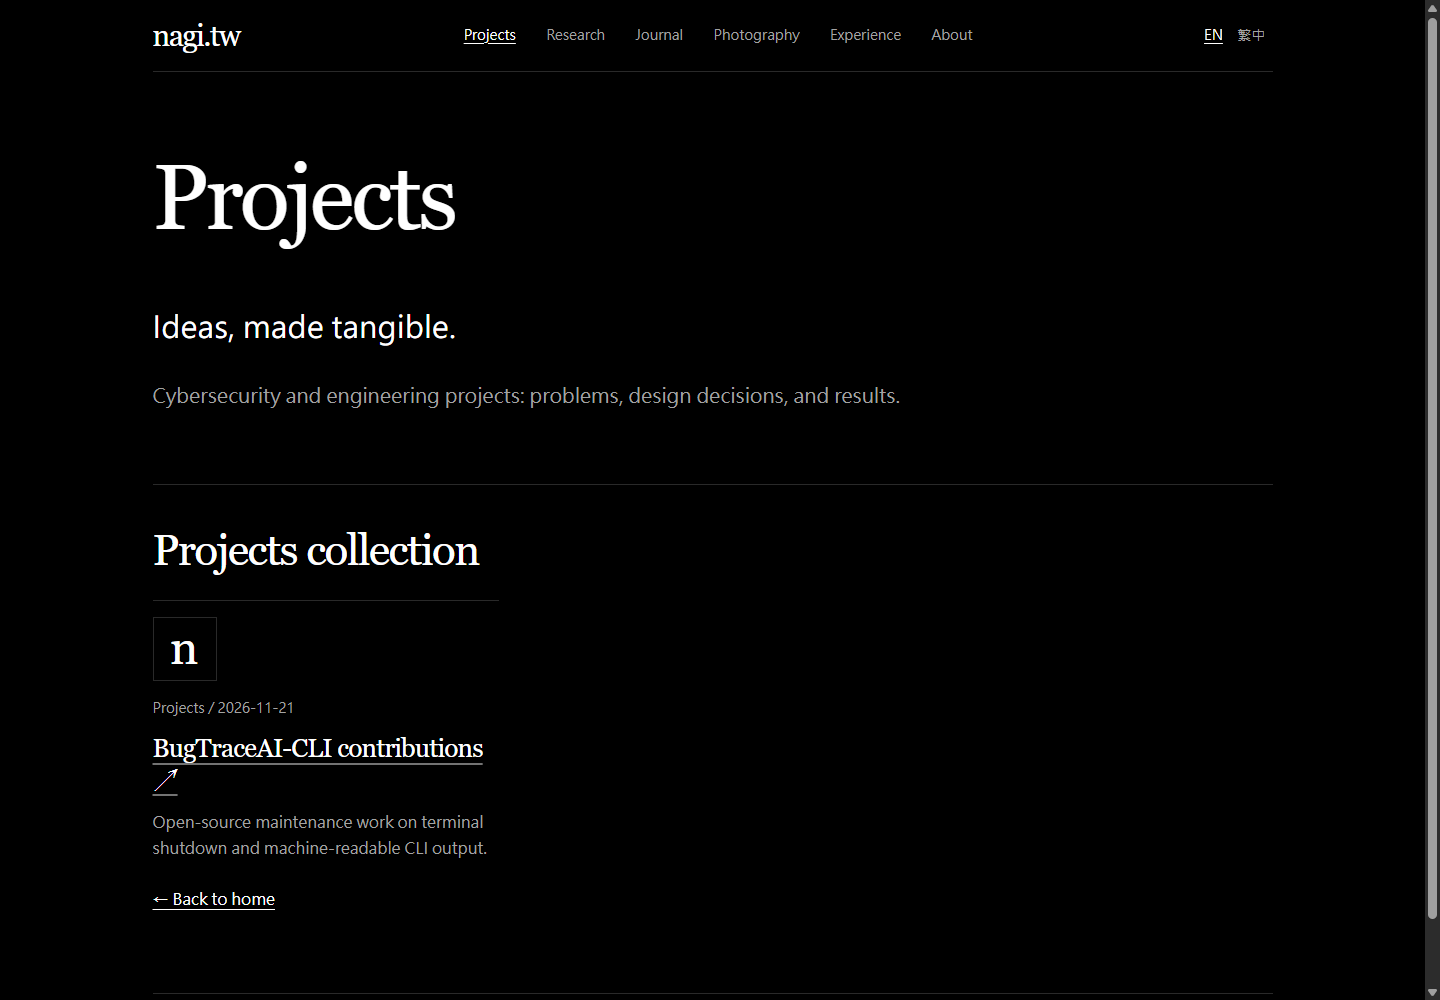 nagi.tw
Projects Research Journal Photography Experience About
EN 繁中
Projects
Ideas, made tangible.
Cybersecurity and engineering projects: problems, design decisions, and results.
Projects collection
n
Projects / 2026-11-21
BugTraceAI-CLI contributions
↗
Open-source maintenance work on terminal
shutdown and machine-readable CLI output.
← Back to home